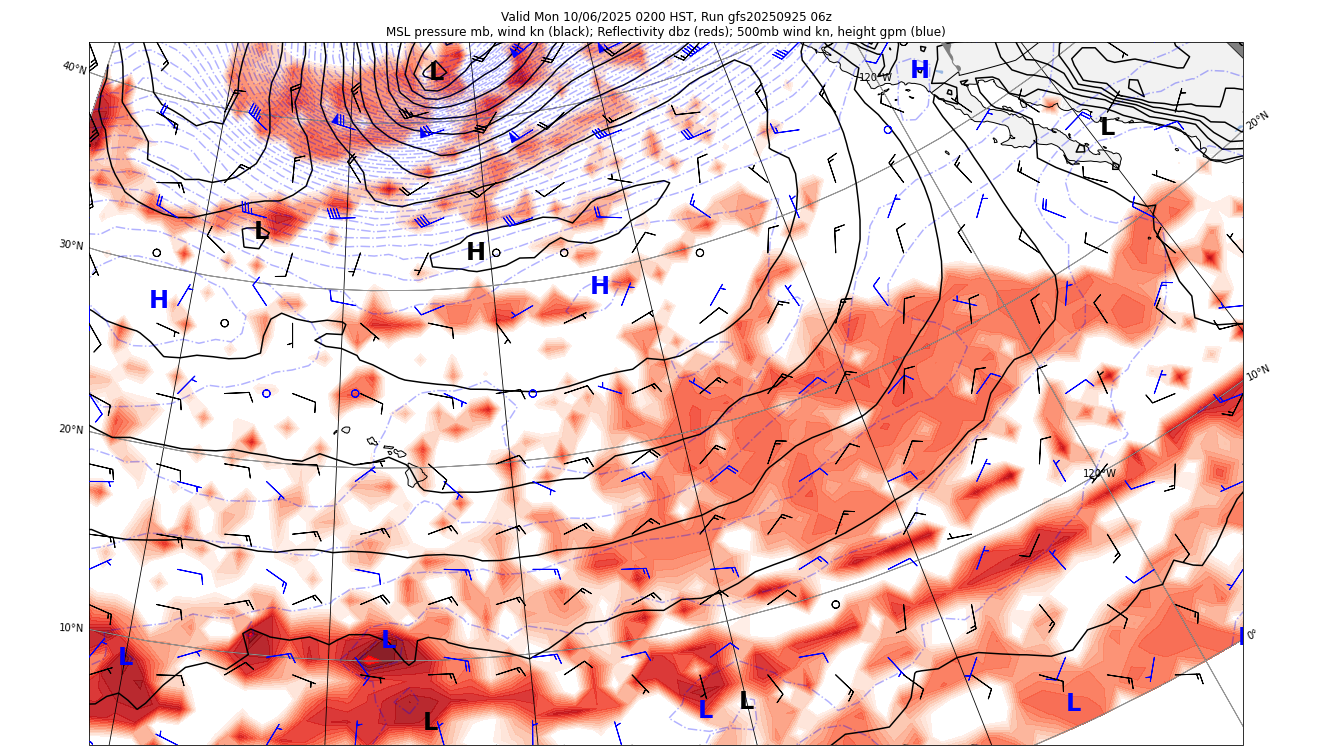 Valid Mon 10/06/2025 0200 HST, Run gfs20250925 06z
MSL pressure mb, wind kn (black); Reflectivity dbz (reds); 500mb wind kn, height gpm (blue)
40°N
L
H
120°W
L
20°N
L
30°N
H
H
H
10°N
20°N
120°W
10°N
L
L
0°
L
L
L
L